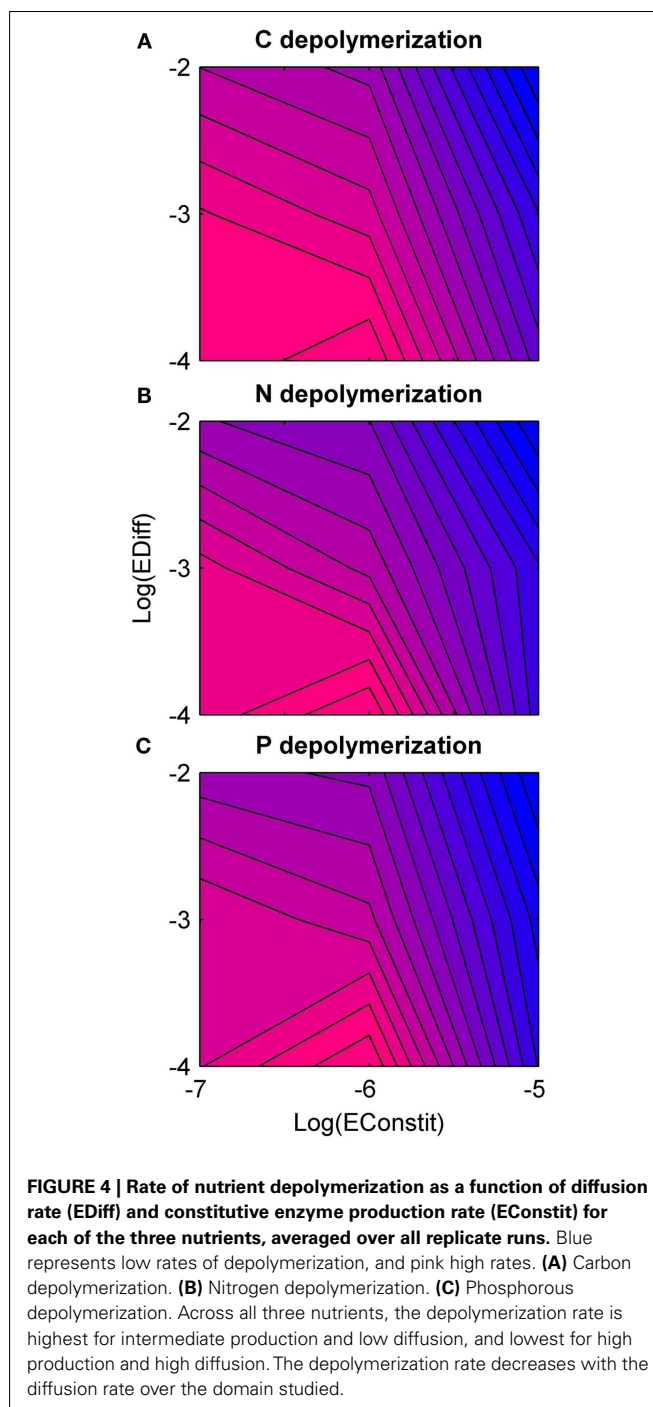 A C depolymerization
-2
-3
-4
B N depolymerization
-2
-3
-4
Log(EDiff)
C P depolymerization
-2
-3
-4
-7 -6 -5
Log(EConstit)
FIGURE 4 | Rate of nutrient depolymerization as a function of diffusion
rate (EDiff) and constitutive enzyme production rate (EConstit) for
each of the three nutrients, averaged over all replicate runs. Blue
represents low rates of depolymerization, and pink high rates. (A) Carbon
depolymerization. (B) Nitrogen depolymerization. (C) Phosphorous
depolymerization. Across all three nutrients, the depolymerization rate is
highest for intermediate production and low diffusion, and lowest for high
production and high diffusion. The depolymerization rate decreases with the
diffusion rate over the domain studied.